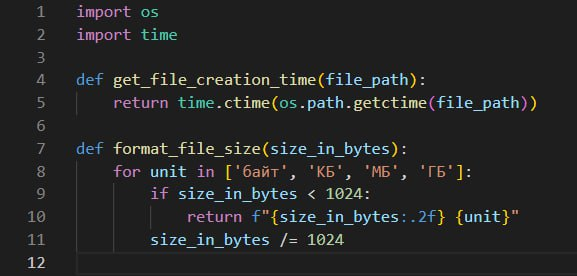 1 import os
2 import time
3
4 def get_file_creation_time(file_path):
5     return time.ctime(os.path.getctime(file_path))
6
7 def format_file_size(size_in_bytes):
8     for unit in ['байт', 'КБ', 'МБ', 'ГБ']:
9         if size_in_bytes < 1024:
10             return f"{size_in_bytes:.2f} {unit}"
11         size_in_bytes /= 1024
12